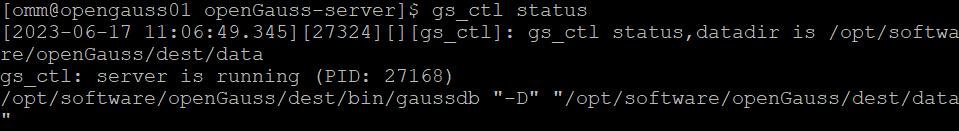 [omm@opengauss01 openGauss-server]$ gs_ctl status
[2023-06-17 11:06:49.345][27324][][gs_ctl]: gs_ctl status,datadir is /opt/softwa
re/openGauss/dest/data
gs_ctl: server is running (PID: 27168)
/opt/software/openGauss/dest/bin/gaussdb "-D" "/opt/software/openGauss/dest/data
"